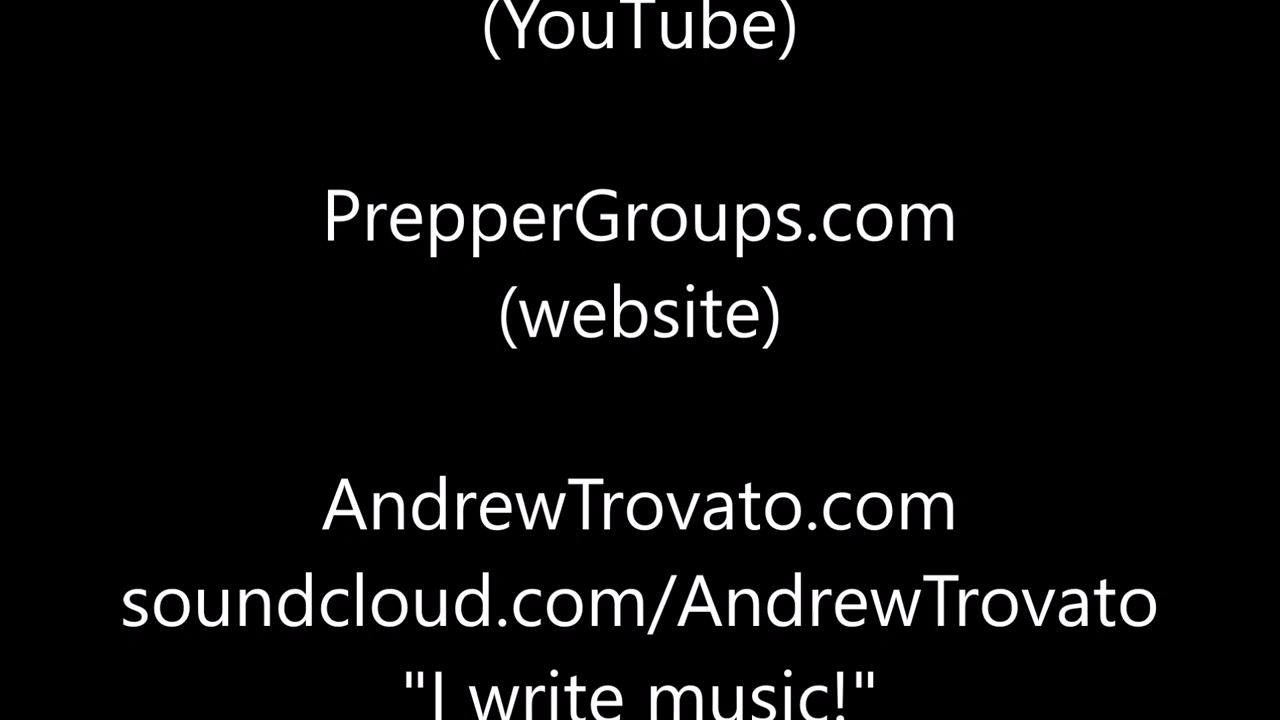 (YouTube)
PrepperGroups.com
(website)
AndrewTrovato.com
soundcloud.com/AndrewTrovato
"I write music!"